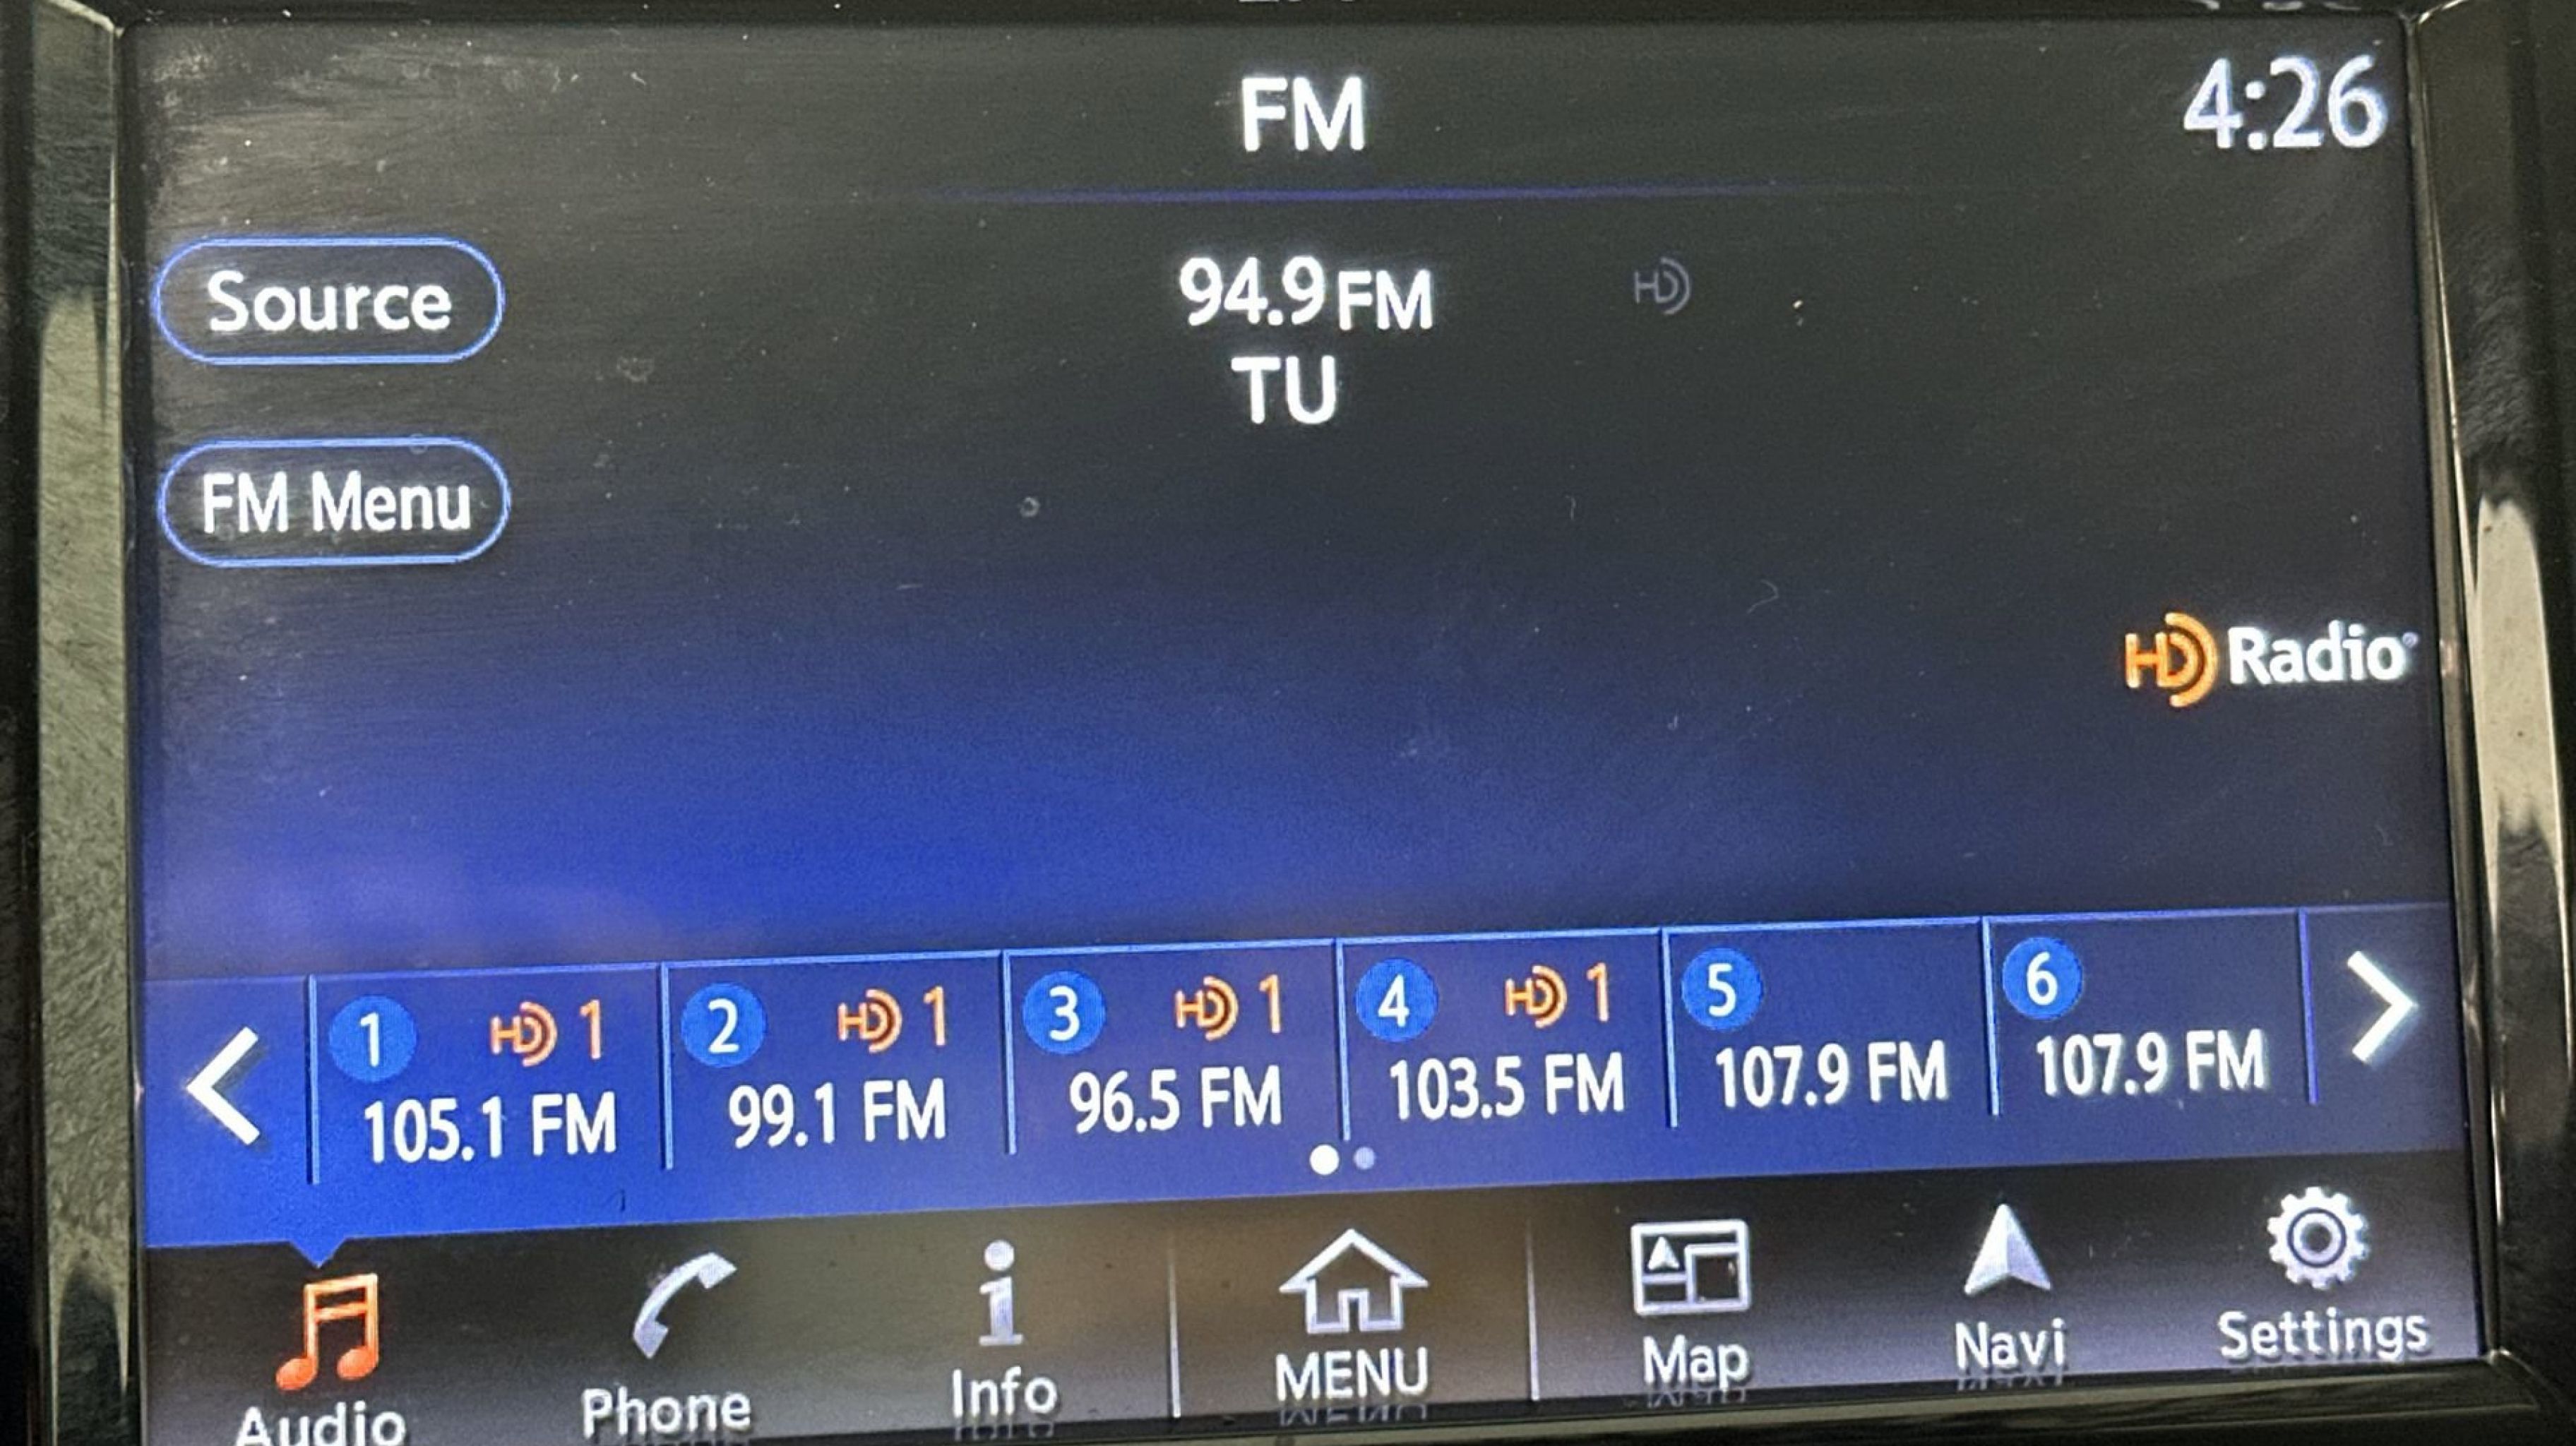 FM
4:26
Source
94.9 FM
HD
TU
FM Menu
HD Radio
1 HD 1
105.1 FM
2 HD 1
99.1 FM
3 HD 1
96.5 FM
4 HD 1
103.5 FM
5
107.9 FM
6
107.9 FM
Audio
Phone
Info
MENU
Map
Navi
Settings